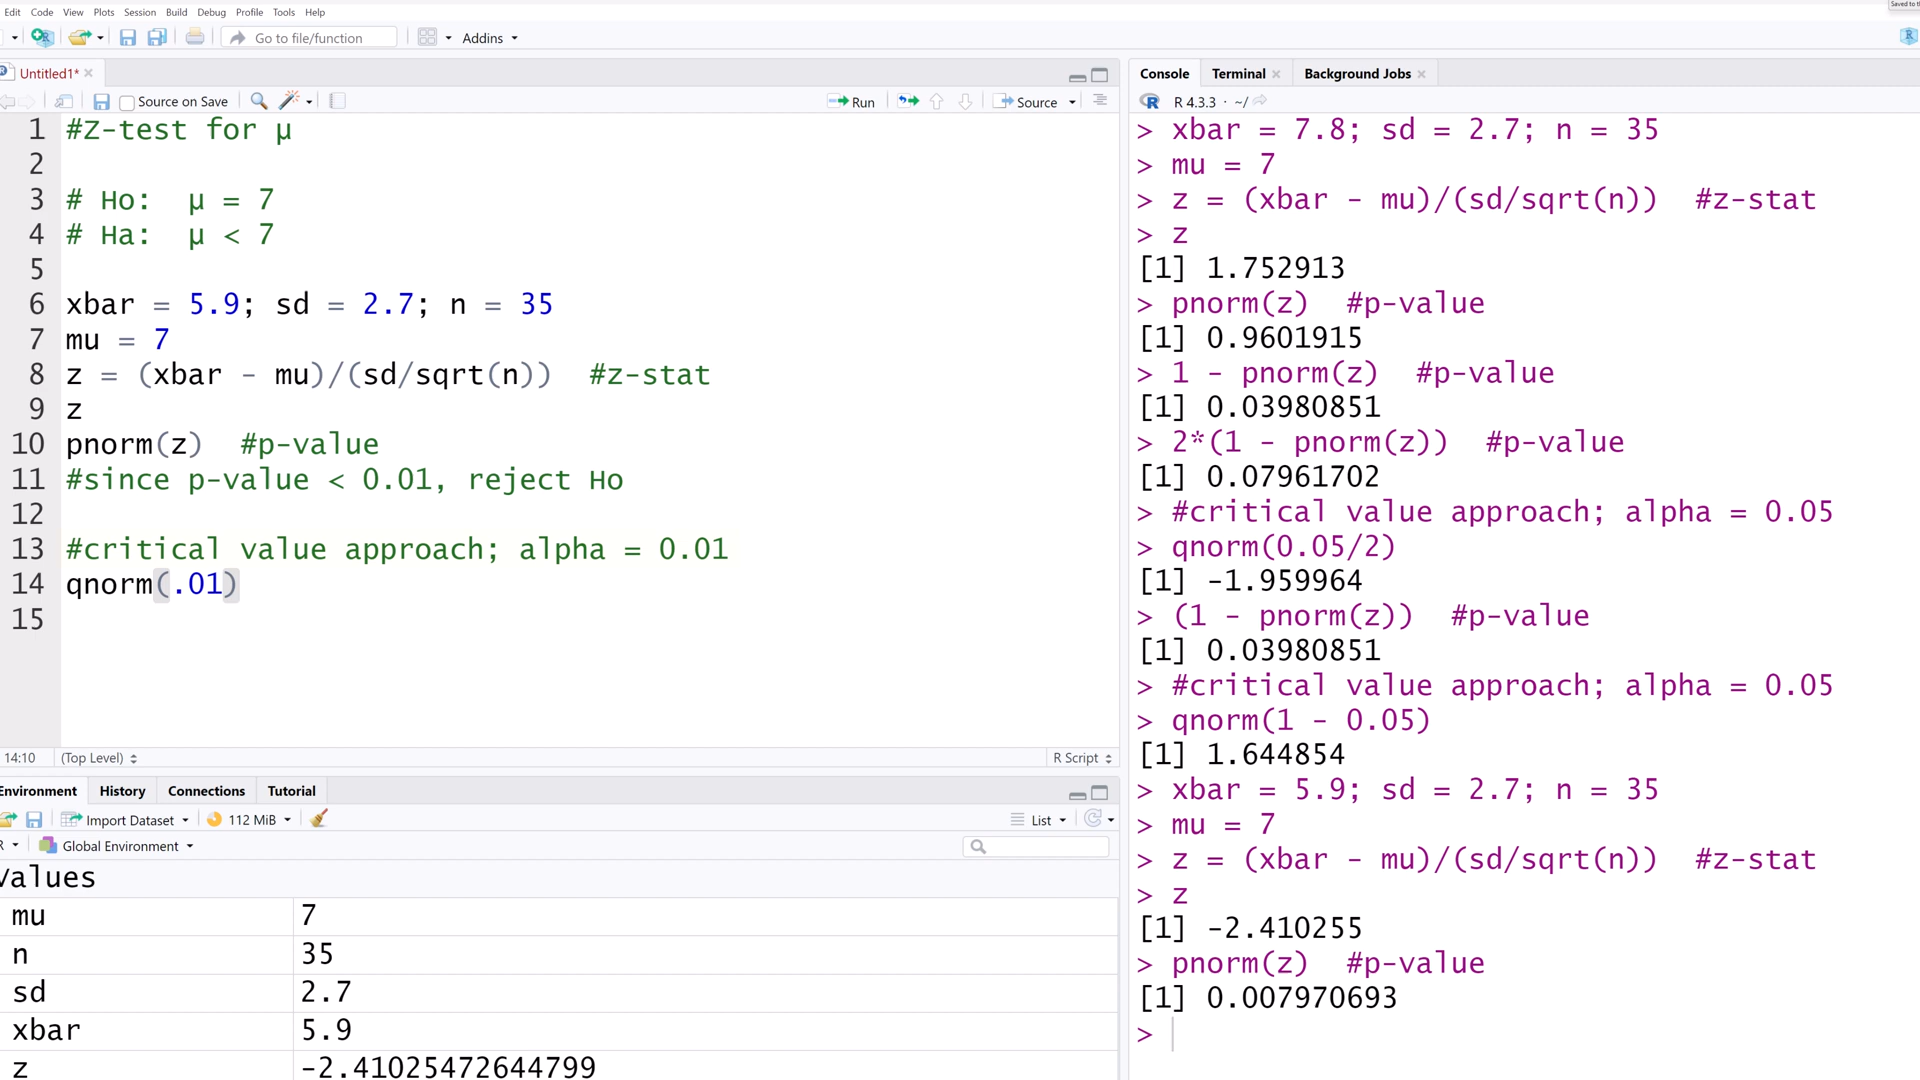 Edit Code View Plots Session Build Debug Profile Tools Help
Saved to th
Go to file/function Addins
Untitled1*
Source on Save Run Source
1 #Z-test for μ
2
3 # Ho: μ = 7
4 # Ha: μ < 7
5
6 xbar = 5.9; sd = 2.7; n = 35
7 mu = 7
8 z = (xbar - mu)/(sd/sqrt(n)) #z-stat
9 z
10 pnorm(z) #p-value
11 #since p-value < 0.01, reject Ho
12
13 #critical value approach; alpha = 0.01
14 qnorm(.01)
15
14:10 (Top Level) R Script
Environment History Connections Tutorial
Import Dataset 112 MiB List
R Global Environment
Values
mu 7
n 35
sd 2.7
xbar 5.9
z -2.41025472644799
Console Terminal Background Jobs
R 4.3.3 · ~/
> xbar = 7.8; sd = 2.7; n = 35
> mu = 7
> z = (xbar - mu)/(sd/sqrt(n)) #z-stat
> z
[1] 1.752913
> pnorm(z) #p-value
[1] 0.9601915
> 1 - pnorm(z) #p-value
[1] 0.03980851
> 2*(1 - pnorm(z)) #p-value
[1] 0.07961702
> #critical value approach; alpha = 0.05
> qnorm(0.05/2)
[1] -1.959964
> (1 - pnorm(z)) #p-value
[1] 0.03980851
> #critical value approach; alpha = 0.05
> qnorm(1 - 0.05)
[1] 1.644854
> xbar = 5.9; sd = 2.7; n = 35
> mu = 7
> z = (xbar - mu)/(sd/sqrt(n)) #z-stat
> z
[1] -2.410255
> pnorm(z) #p-value
[1] 0.007970693
>